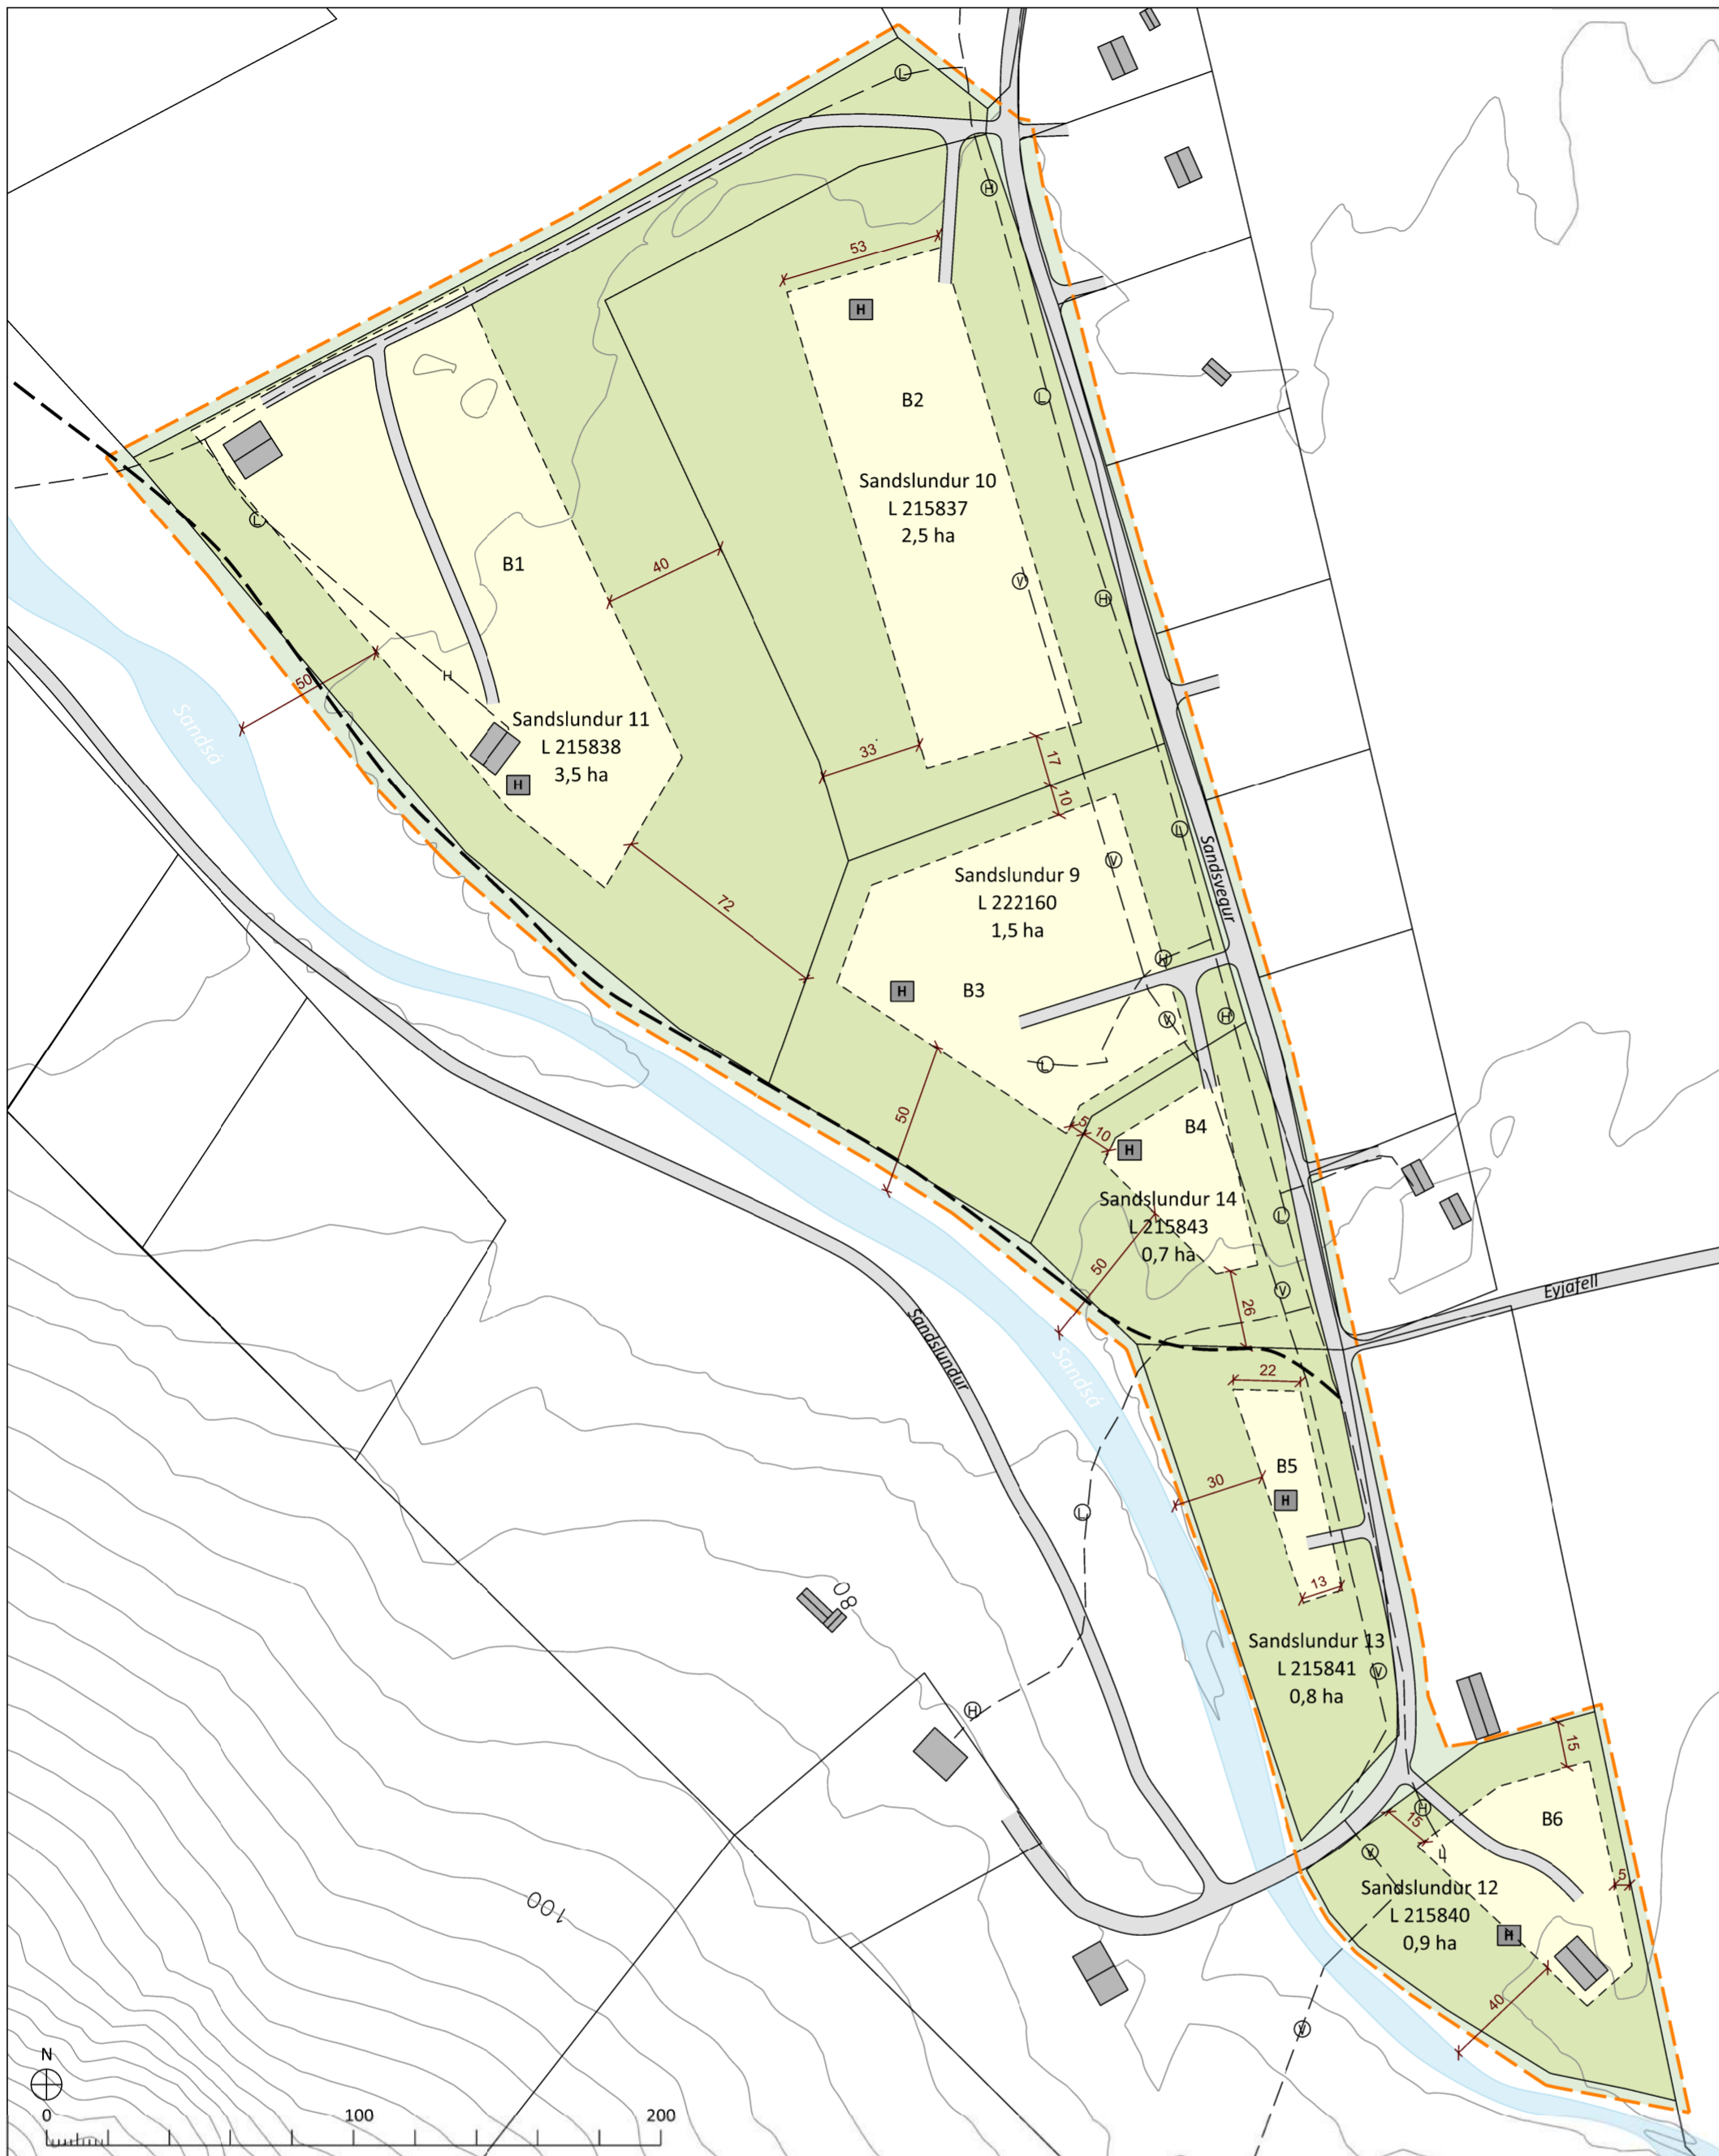 L
H
53
H
B2
L
Sandslundur 10
L 215837
2,5 ha
L
B1
40
V
H
50
H
Sandsá
Sandslundur 11
L 215838
3,5 ha
H
33
17
10
L
Sandsvegur
V
Sandslundur 9
L 222160
1,5 ha
72
H
H
B3
V
H
L
50
5
10
H
B4
Sandslundur 14
L 215843
0,7 ha
L
50
V
26
Eyjafell
Sandslundur
Sandsá
22
B5
30
H
L
13
80
Sandslundur 13
L 215841
0,8 ha
V
H
15
H
15
B6
V
5
Sandslundur 12
L 215840
0,9 ha
H
100
40
V
N
0
100
200